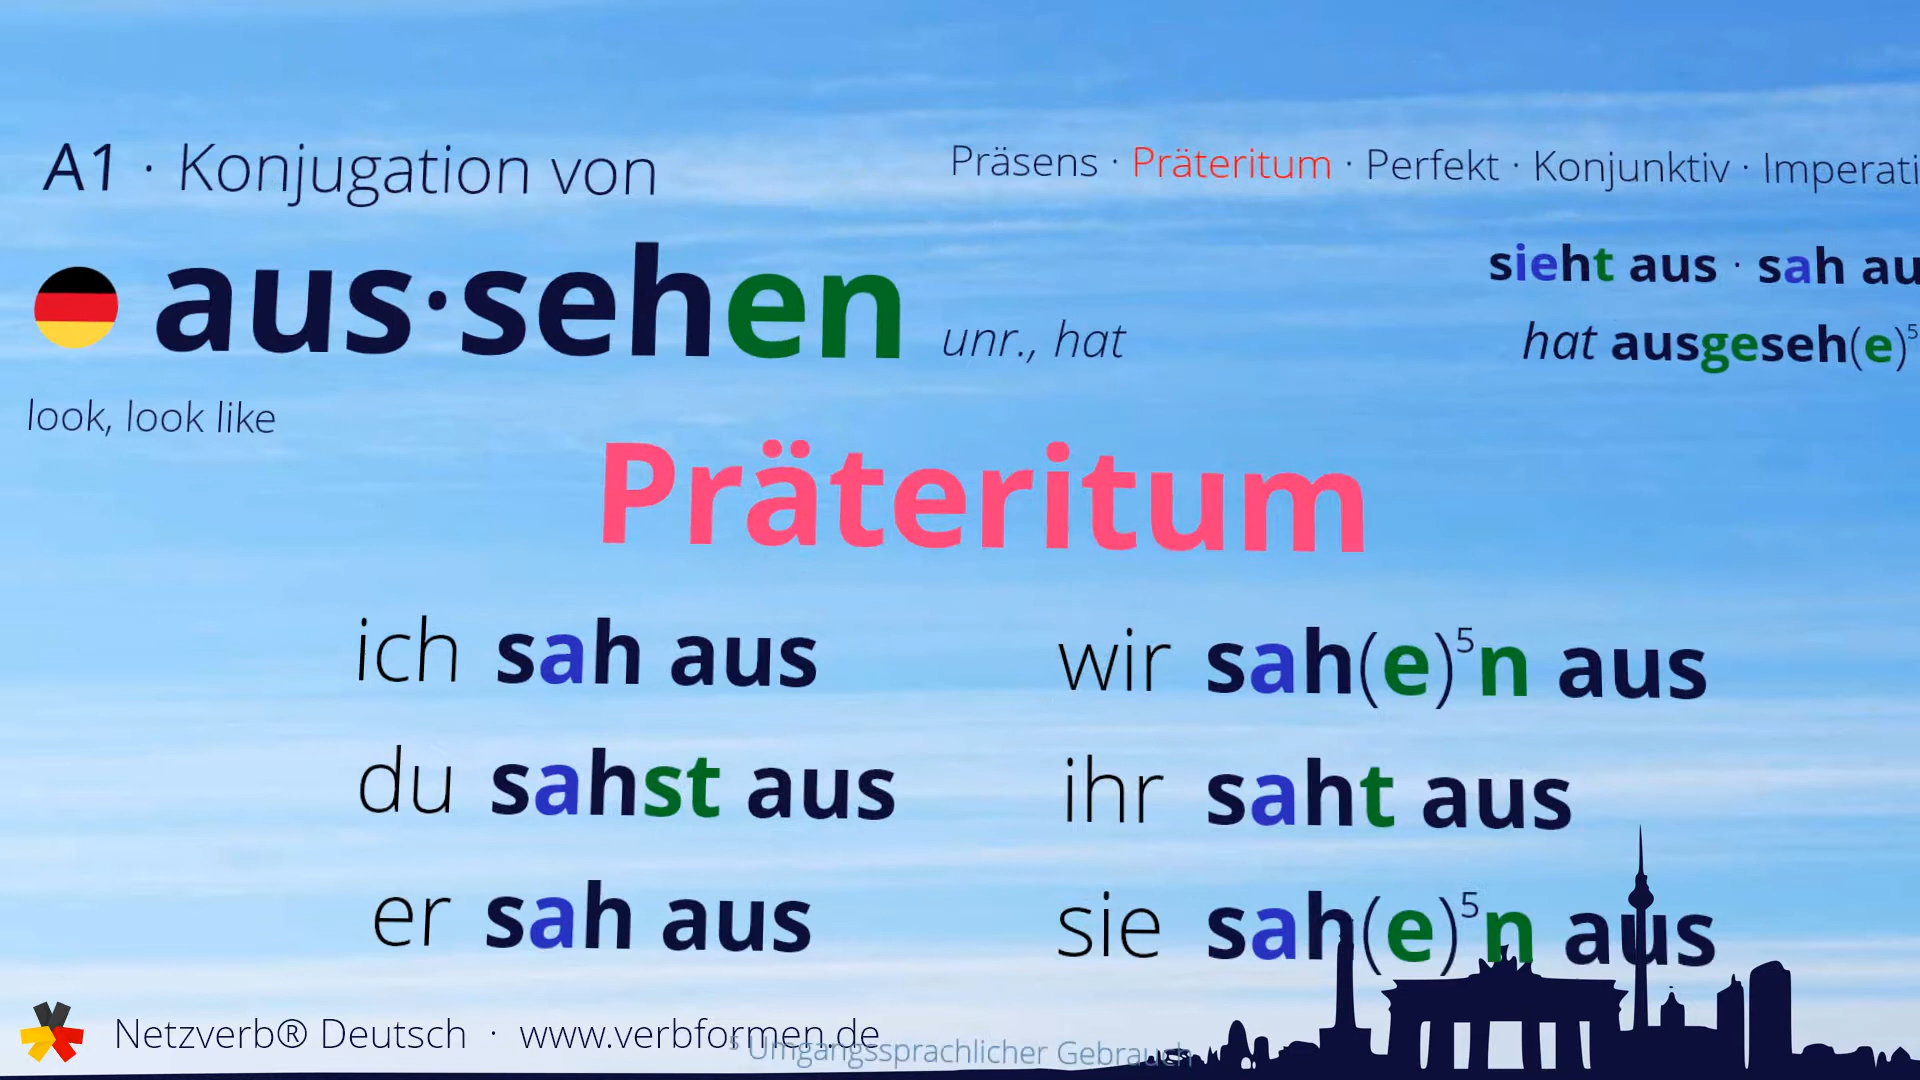 A1 · Konjugation von
Präsens · Präteritum · Perfekt · Konjunktiv · Imperati
aus·sehen unr., hat
sieht aus · sah au
hat ausgeseh(e)⁵
look, look like
Präteritum
ich sah aus
du sahst aus
er sah aus
wir sah(e)⁵n aus
ihr saht aus
sie sah(e)⁵n aus
Netzverb® Deutsch · www.verbformen.de
⁵ Umgangssprachlicher Gebrauch